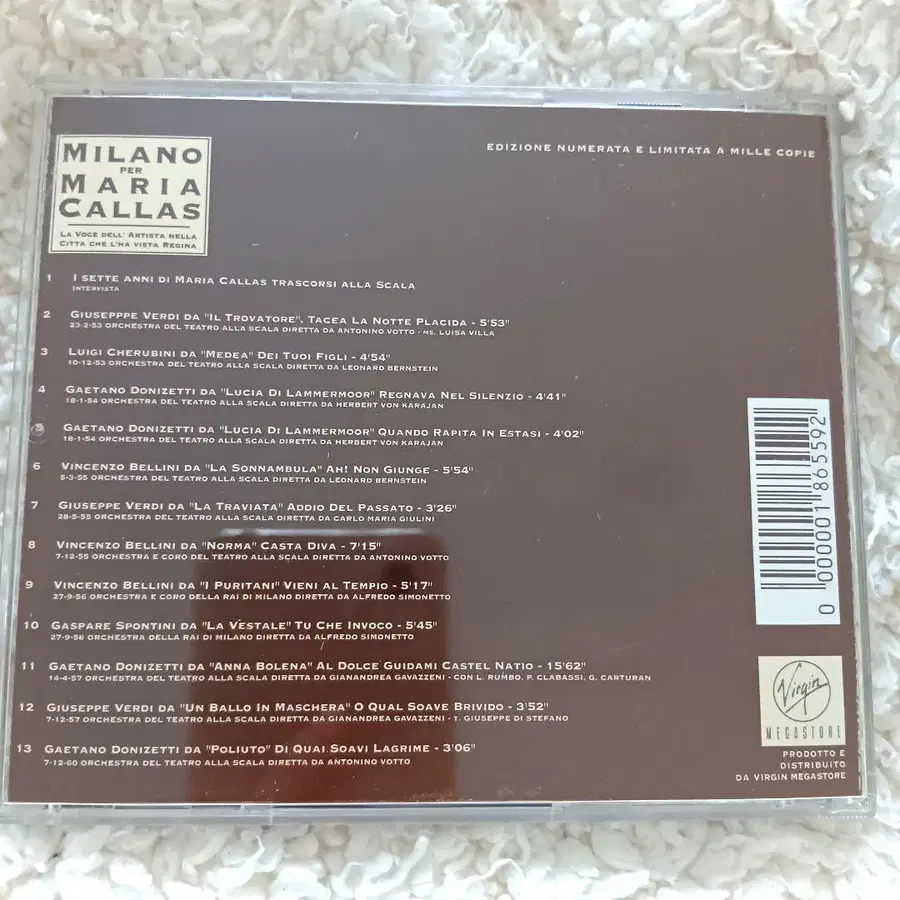 MILANO
PER
MARIA
CALLAS
LA VOCE DELL' ARTISTA NELLA
CITTA CHE L'HA VISTA REGINA
EDIZIONE NUMERATA E LIMITATA A MILLE COPIE
1 I SETTE ANNI DI MARIA CALLAS TRASCORSI ALLA SCALA
INTERVISTA
2 GIUSEPPPE VERDI DA "IL TROVATORE", TACEA LA NOTTE PLACIDA - 5'53"
23-2-53 ORCHESTRA DEL TEATRO ALLA SCALA DIRETTA DA ANTONINO VOTTO - MS. LUISA VILLA
3 LUIGI CHERUBINI DA "MEDEA" DEI TUOI FIGLI - 4'54"
10-12-53 ORCHESTRA DEL TEATRO ALLA SCALA DIRETTA DA LEONARD BERNSTEIN
4 GAETANO DONIZETTI DA "LUCIA DI LAMMERMOOR" REGNAVA NEL SILENZIO - 4'41"
18-1-54 ORCHESTRA DEL TEATRO ALLA SCALA DIRETTA DA HERBERT VON KARAJAN
5 GAETANO DONIZETTI DA "LUCIA DI LAMMERMOOR" QUANDO RAPITA IN ESTASI - 4'02"
18-1-54 ORCHESTRA DEL TEATRO ALLA SCALA DIRETTA DA HERBERT VON KARAJAN
6 VINCENZO BELLINI DA "LA SONNAMBULA" AH! NON GIUNGE - 5'54"
5-3-55 ORCHESTRA DEL TEATRO ALLA SCALA DIRETTA DA LEONARD BERNSTEIN
7 GIUSEPPE VERDI DA "LA TRAVIATA" ADDIO DEL PASSATO - 3'26"
28-5-55 ORCHESTRA DEL TEATRO ALLA SCALA DIRETTA DA CARLO MARIA GIULINI
8 VINCENZO BELLINI DA "NORMA" CASTA DIVA - 7'15"
7-12-55 ORCHESTRA E CORO DEL TEATRO ALLA SCALA DIRETTA DA ANTONINO VOTTO
9 VINCENZO BELLINI DA "I PURITANI" VIENI AL TEMPIO - 5'17"
27-9-56 ORCHESTRA E CORO DELLA RAI DI MILANO DIRETTA DA ALFREDO SIMONETTO
10 GASPARE SPONTINI DA "LA VESTALE" TU CHE INVOCO - 5'45"
27-9-56 ORCHESTRA DELLA RAI DI MILANO DIRETTA DA ALFREDO SIMONETTO
11 GAETANO DONIZETTI DA "ANNA BOLENA" AL DOLCE GUIDAMI CASTEL NATIO - 15'62"
14-4-57 ORCHESTRA DEL TEATRO ALLA SCALA DIRETTA DA GIANANDREA GAVAZZENI - CON L. RUMBO, P. CLABASSI, G. CARTURAN
12 GIUSEPPE VERDI DA "UN BALLO IN MASCHERA" O QUAL SOAVE BRIVIDO - 3'52"
7-12-57 ORCHESTRA DEL TEATRO ALLA SCALA DIRETTA DA GIANANDREA GAVAZZENI - T. GIUSEPPE DI STEFANO
13 GAETANO DONIZETTI DA "POLIUTO" DI QUAI SOAVI LAGRIME - 3'06"
7-12-60 ORCHESTRA DEL TEATRO ALLA SCALA DIRETTA DA ANTONINO VOTTO
0 000001 865592
Virgin
MEGASTORE
PRODOTTO E
DISTRIBUITO
DA VIRGIN MEGASTORE